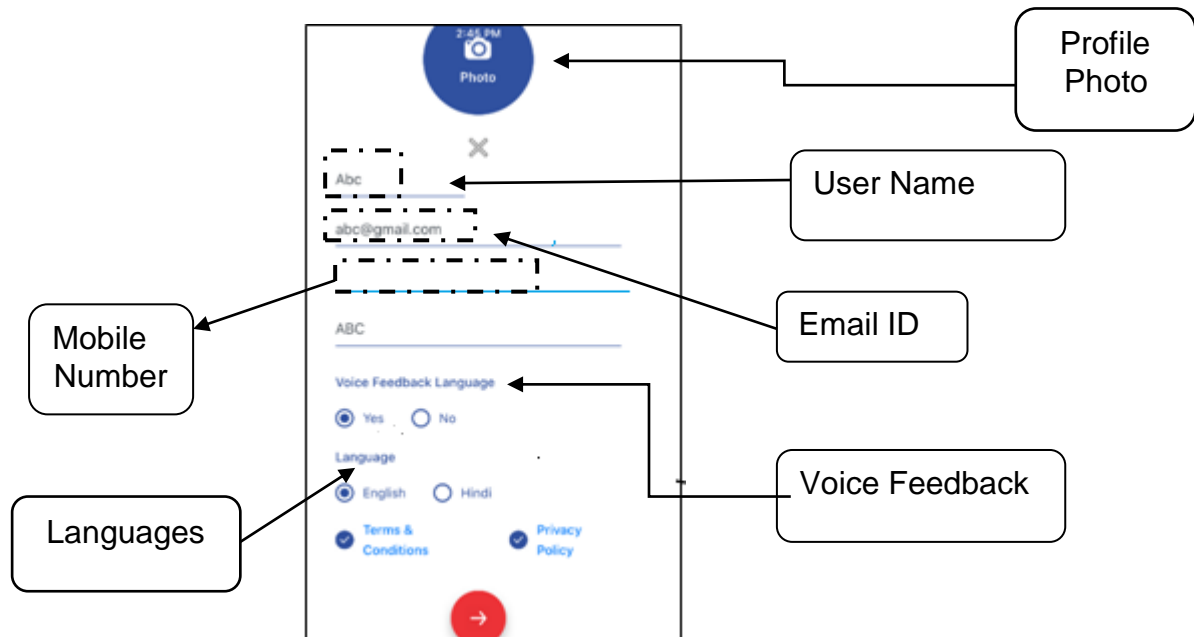 2:45 PM
Photo
Profile
Photo
Abc
User Name
abc@gmail.com
Mobile
Number
Email ID
ABC
Voice Feedback Language
Yes No
Language
English Hindi
Voice Feedback
Languages
Terms &
Conditions
Privacy
Policy